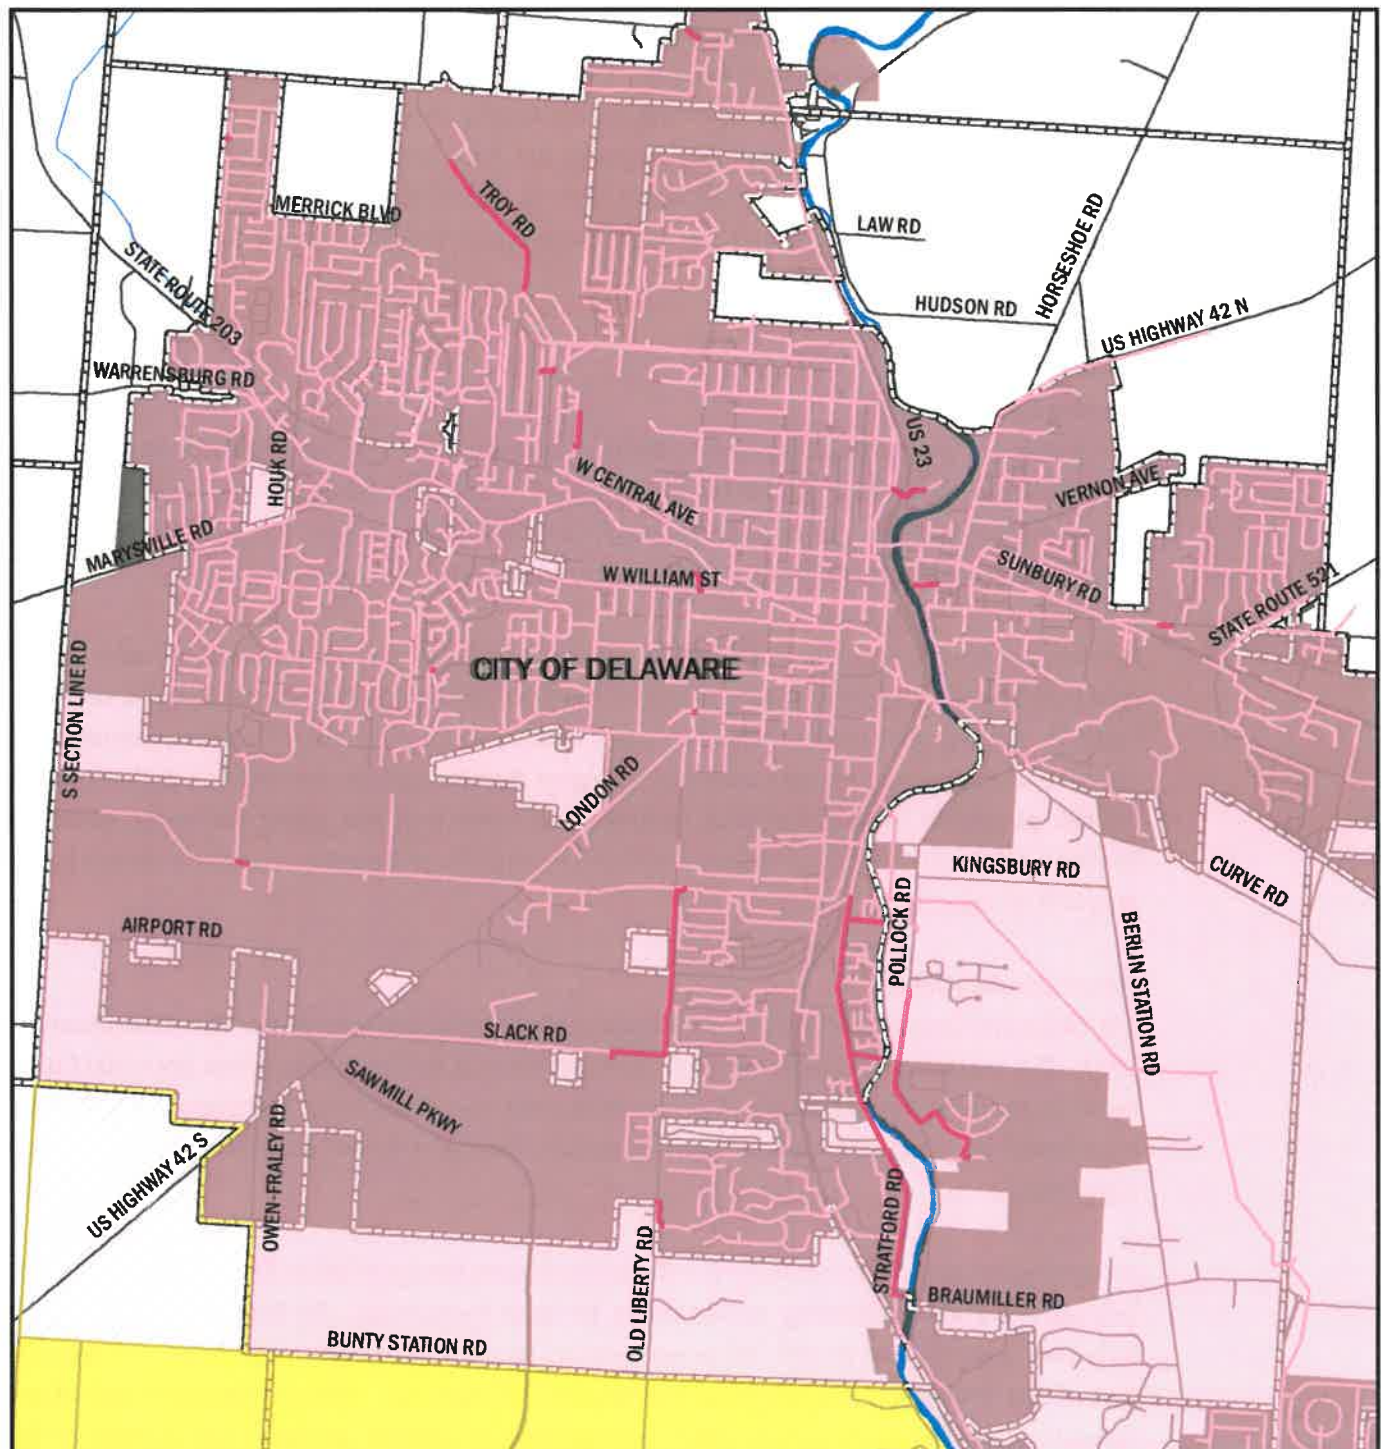 TROY RD
MERRICK BLVD
LAW RD
HORSESHOE RD
STATE ROUTE 203
HUDSON RD
US HIGHWAY 42 N
WARRENSBURG RD
US 23
HOUK RD
W CENTRAL AVE
VERNON AVE
MARYSVILLE RD
W WILLIAM ST
SUNBURY RD
STATE ROUTE 521
CITY OF DELAWARE
S SECTION LINE RD
LONDON RD
KINGSBURY RD
CURVE RD
POLLOCK RD
AIRPORT RD
BERLIN STATION RD
SLACK RD
SAWMILL PKWY
OWEN-FRALEY RD
US HIGHWAY 42 S
STRATFORD RD
OLD LIBERTY RD
BRAUMILLER RD
BUNTY STATION RD